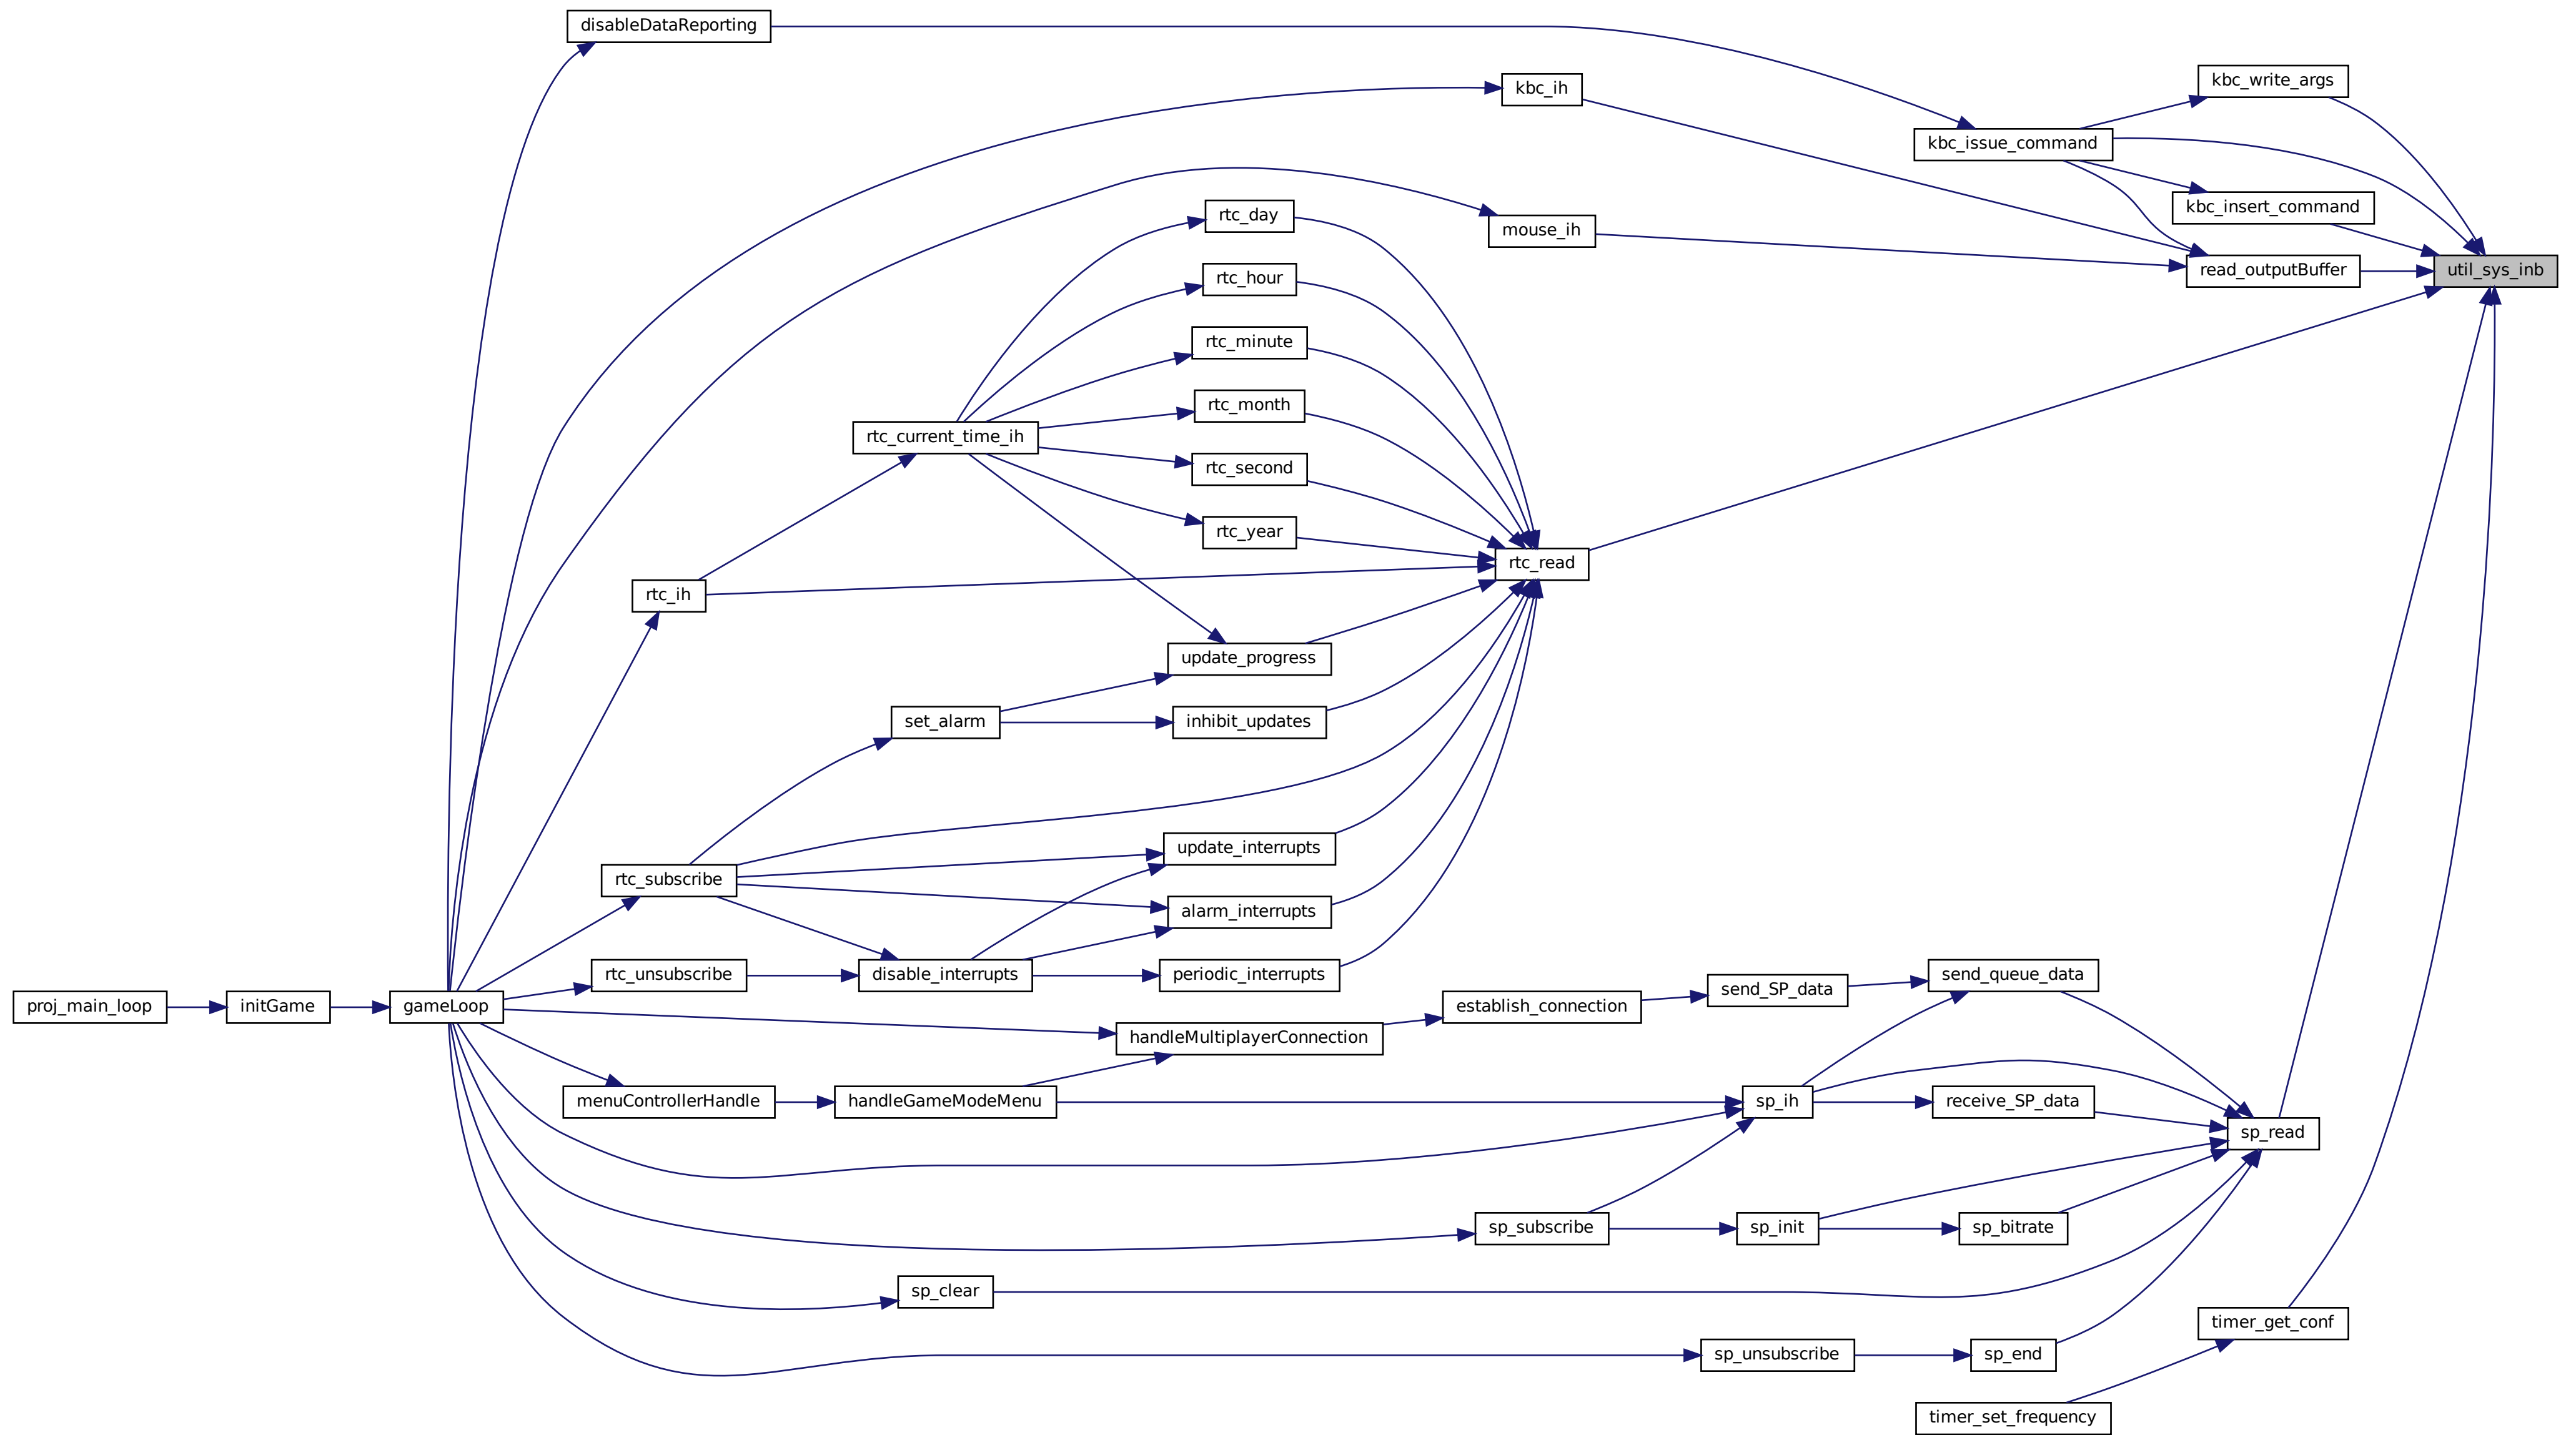 disableDataReporting
kbc_write_args
kbc_ih
kbc_issue_command
kbc_insert_command
rtc_day
mouse_ih
read_outputBuffer
util_sys_inb
rtc_hour
rtc_minute
rtc_month
rtc_current_time_ih
rtc_second
rtc_year
rtc_read
rtc_ih
update_progress
set_alarm
inhibit_updates
update_interrupts
rtc_subscribe
alarm_interrupts
rtc_unsubscribe
disable_interrupts
periodic_interrupts
send_queue_data
send_SP_data
proj_main_loop
initGame
gameLoop
establish_connection
handleMultiplayerConnection
menuControllerHandle
handleGameModeMenu
sp_ih
receive_SP_data
sp_read
sp_subscribe
sp_init
sp_bitrate
sp_clear
timer_get_conf
sp_unsubscribe
sp_end
timer_set_frequency